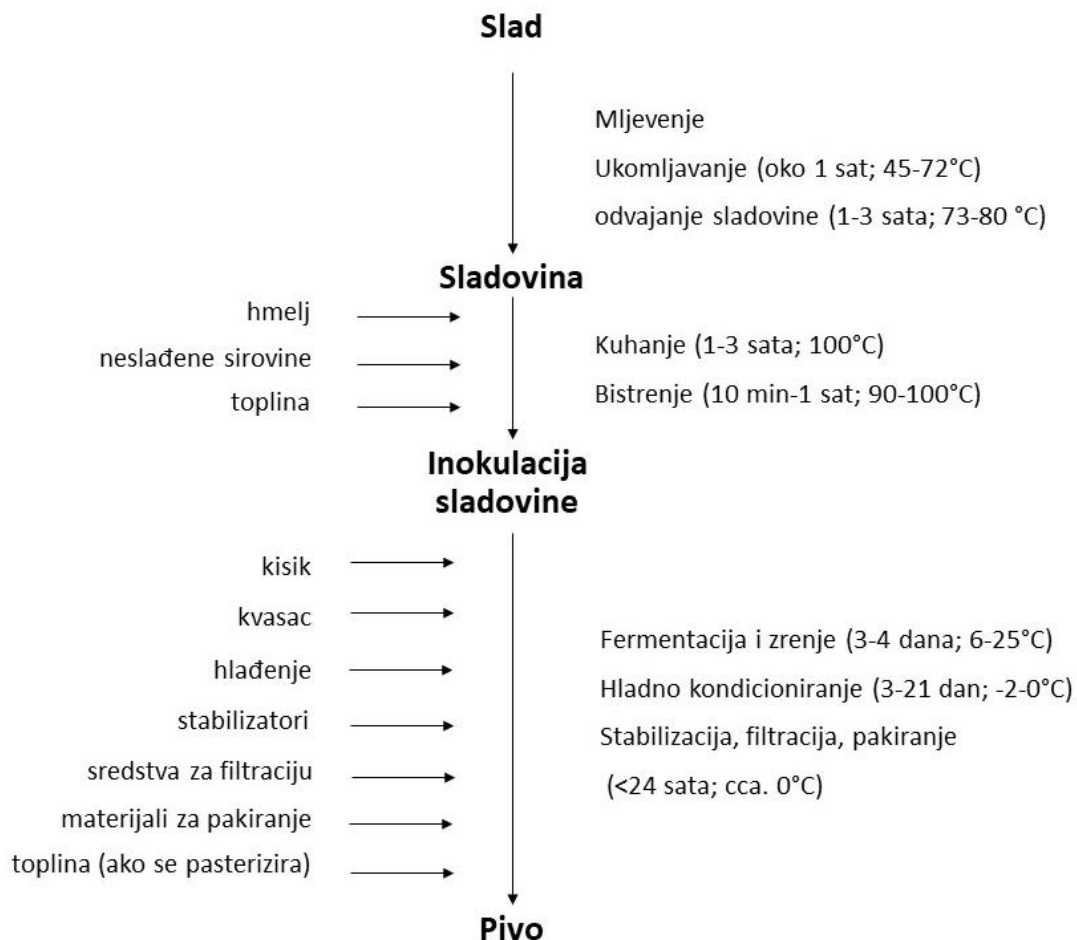 Slad
Mljevenje
Ukomljavanje (oko 1 sat; 45-72°C)
odvajanje sladovine (1-3 sata; 73-80 °C)
Sladovina
hmelj
neslađene sirovine
toplina
Kuhanje (1-3 sata; 100°C)
Bistrenje (10 min-1 sat; 90-100°C)
Inokulacija
sladovine
kisik
kvasac
hlađenje
stabilizatori
sredstva za filtraciju
materijali za pakiranje
toplina (ako se pasterizira)
Fermentacija i zrenje (3-4 dana; 6-25°C)
Hladno kondicioniranje (3-21 dan; -2-0°C)
Stabilizacija, filtracija, pakiranje
(<24 sata; cca. 0°C)
Pivo